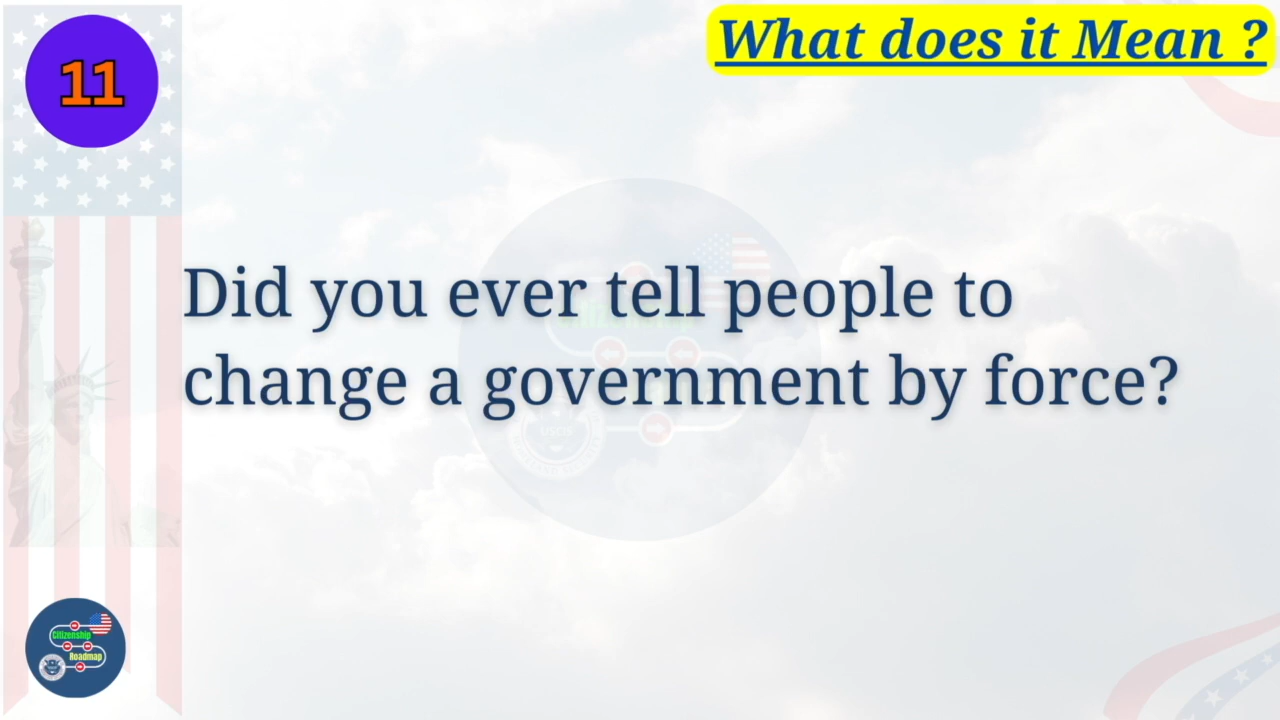 11
What does it Mean ?
Did you ever tell people to
change a government by force?
Citizenship
Roadmap